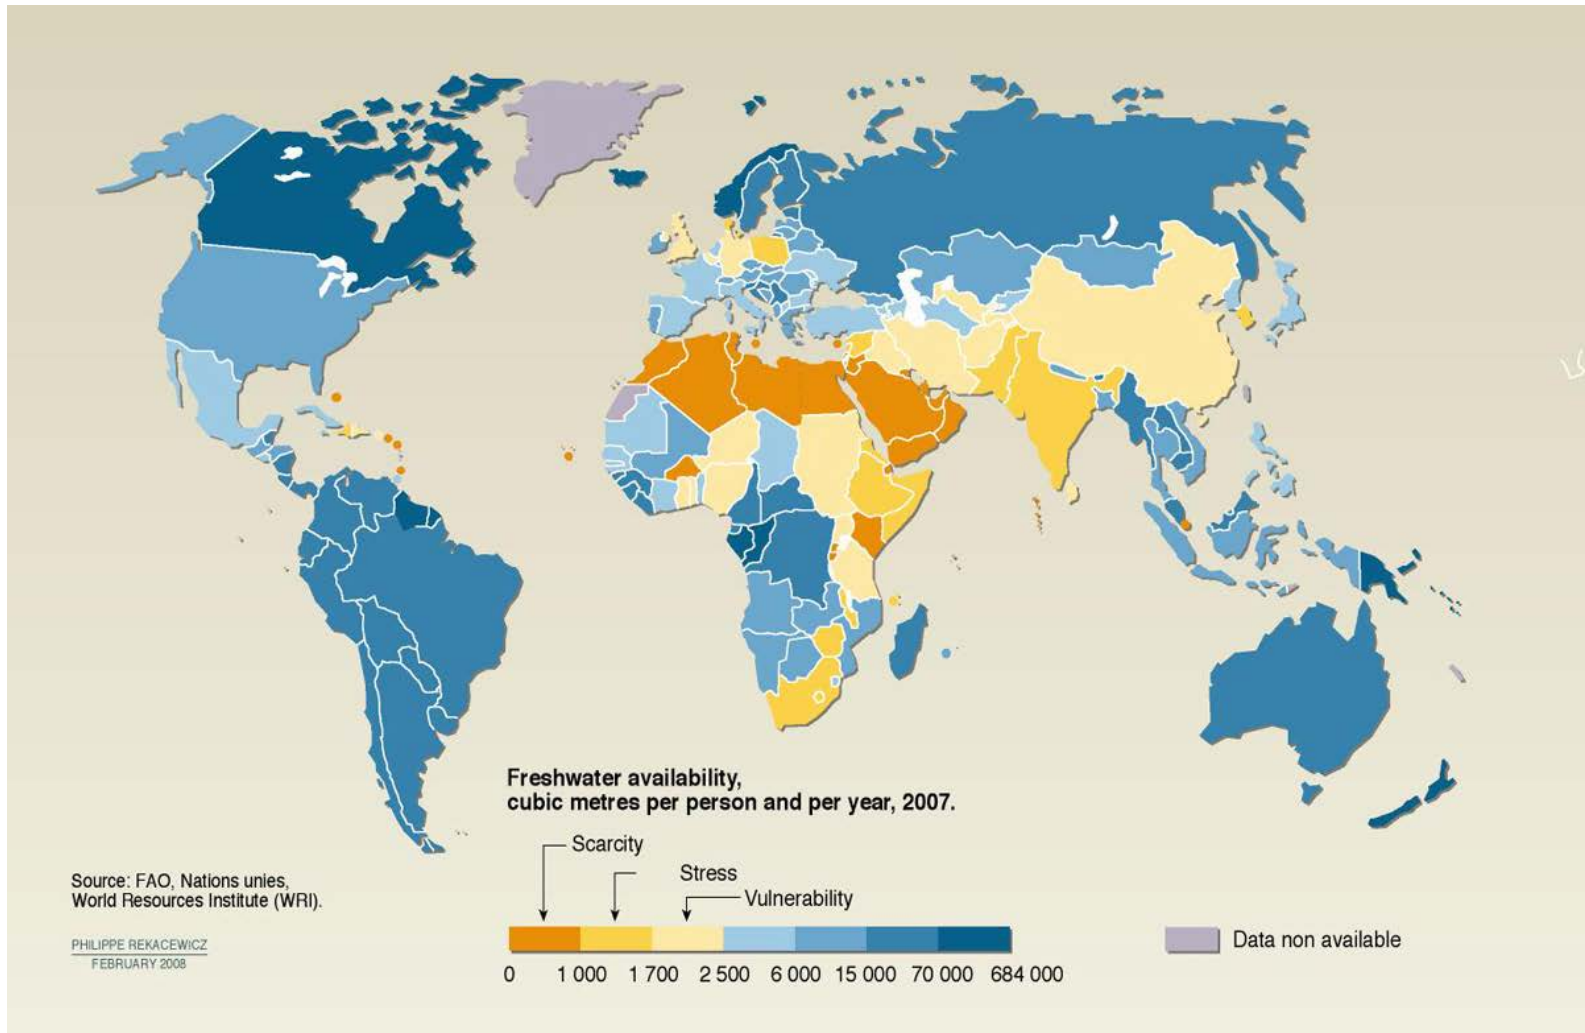 Freshwater availability,
cubic metres per person and per year, 2007.
Scarcity
Stress
Vulnerability
0 1 000 1 700 2 500 6 000 15 000 70 000 684 000
Data non available
Source: FAO, Nations unies,
World Resources Institute (WRI).
PHILIPPE REKACEWICZ
FEBRUARY 2008